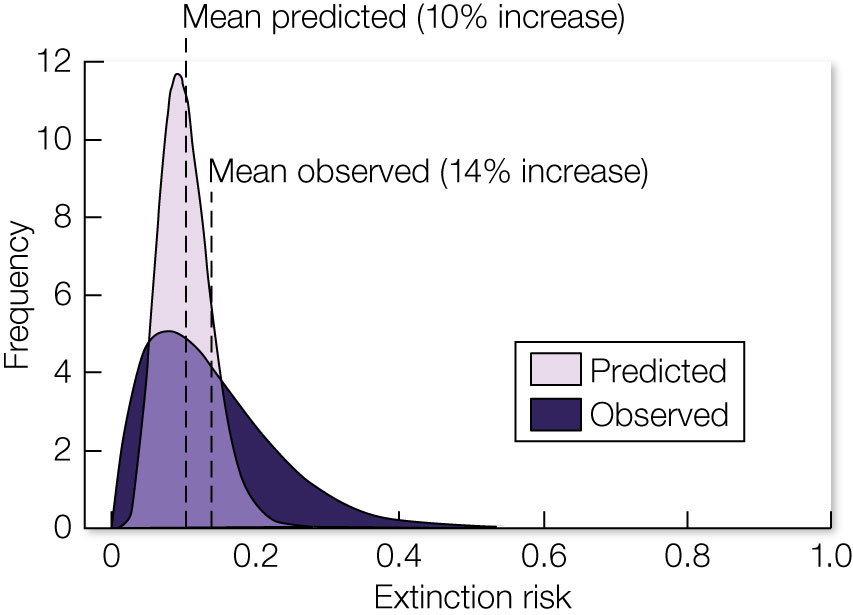 Mean predicted (10% increase)
12
10
Mean observed (14% increase)
8
6
4
2
0
Frequency
Predicted
Observed
0 0.2 0.4 0.6 0.8 1.0
Extinction risk